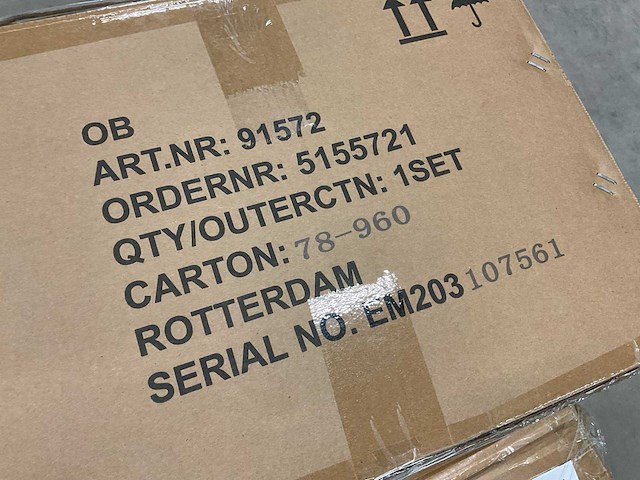 OB
ART.NR: 91572
ORDERNR: 5155721
QTY/OUTERCTN: 1SET
CARTON: 78-960
ROTTERDAM
SERIAL NO. EM203107561